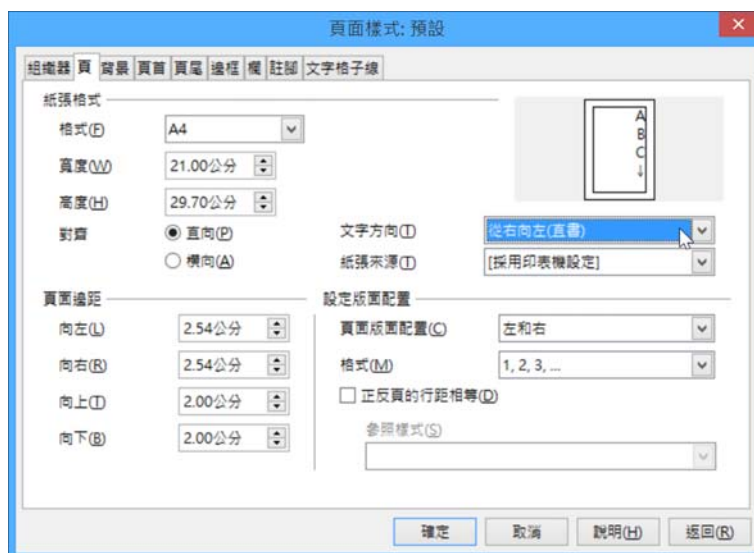 頁面樣式: 預設
組織器 頁 背景 頁首 頁尾 邊框 欄 註腳 文字格子線
紙張格式
格式(F) A4
寬度(W) 21.00公分
高度(H) 29.70公分
對齊 直向(P)
橫向(A)
A
B
C
↓
文字方向(T) 從右向左(直書)
紙張來源(T) [採用印表機設定]
頁面邊距
向左(L) 2.54公分
向右(R) 2.54公分
向上(T) 2.00公分
向下(B) 2.00公分
設定版面配置
頁面版面配置(C) 左和右
格式(M) 1, 2, 3, ...
正反頁的行距相等(D)
參照樣式(S)
確定 取消 說明(H) 返回(R)